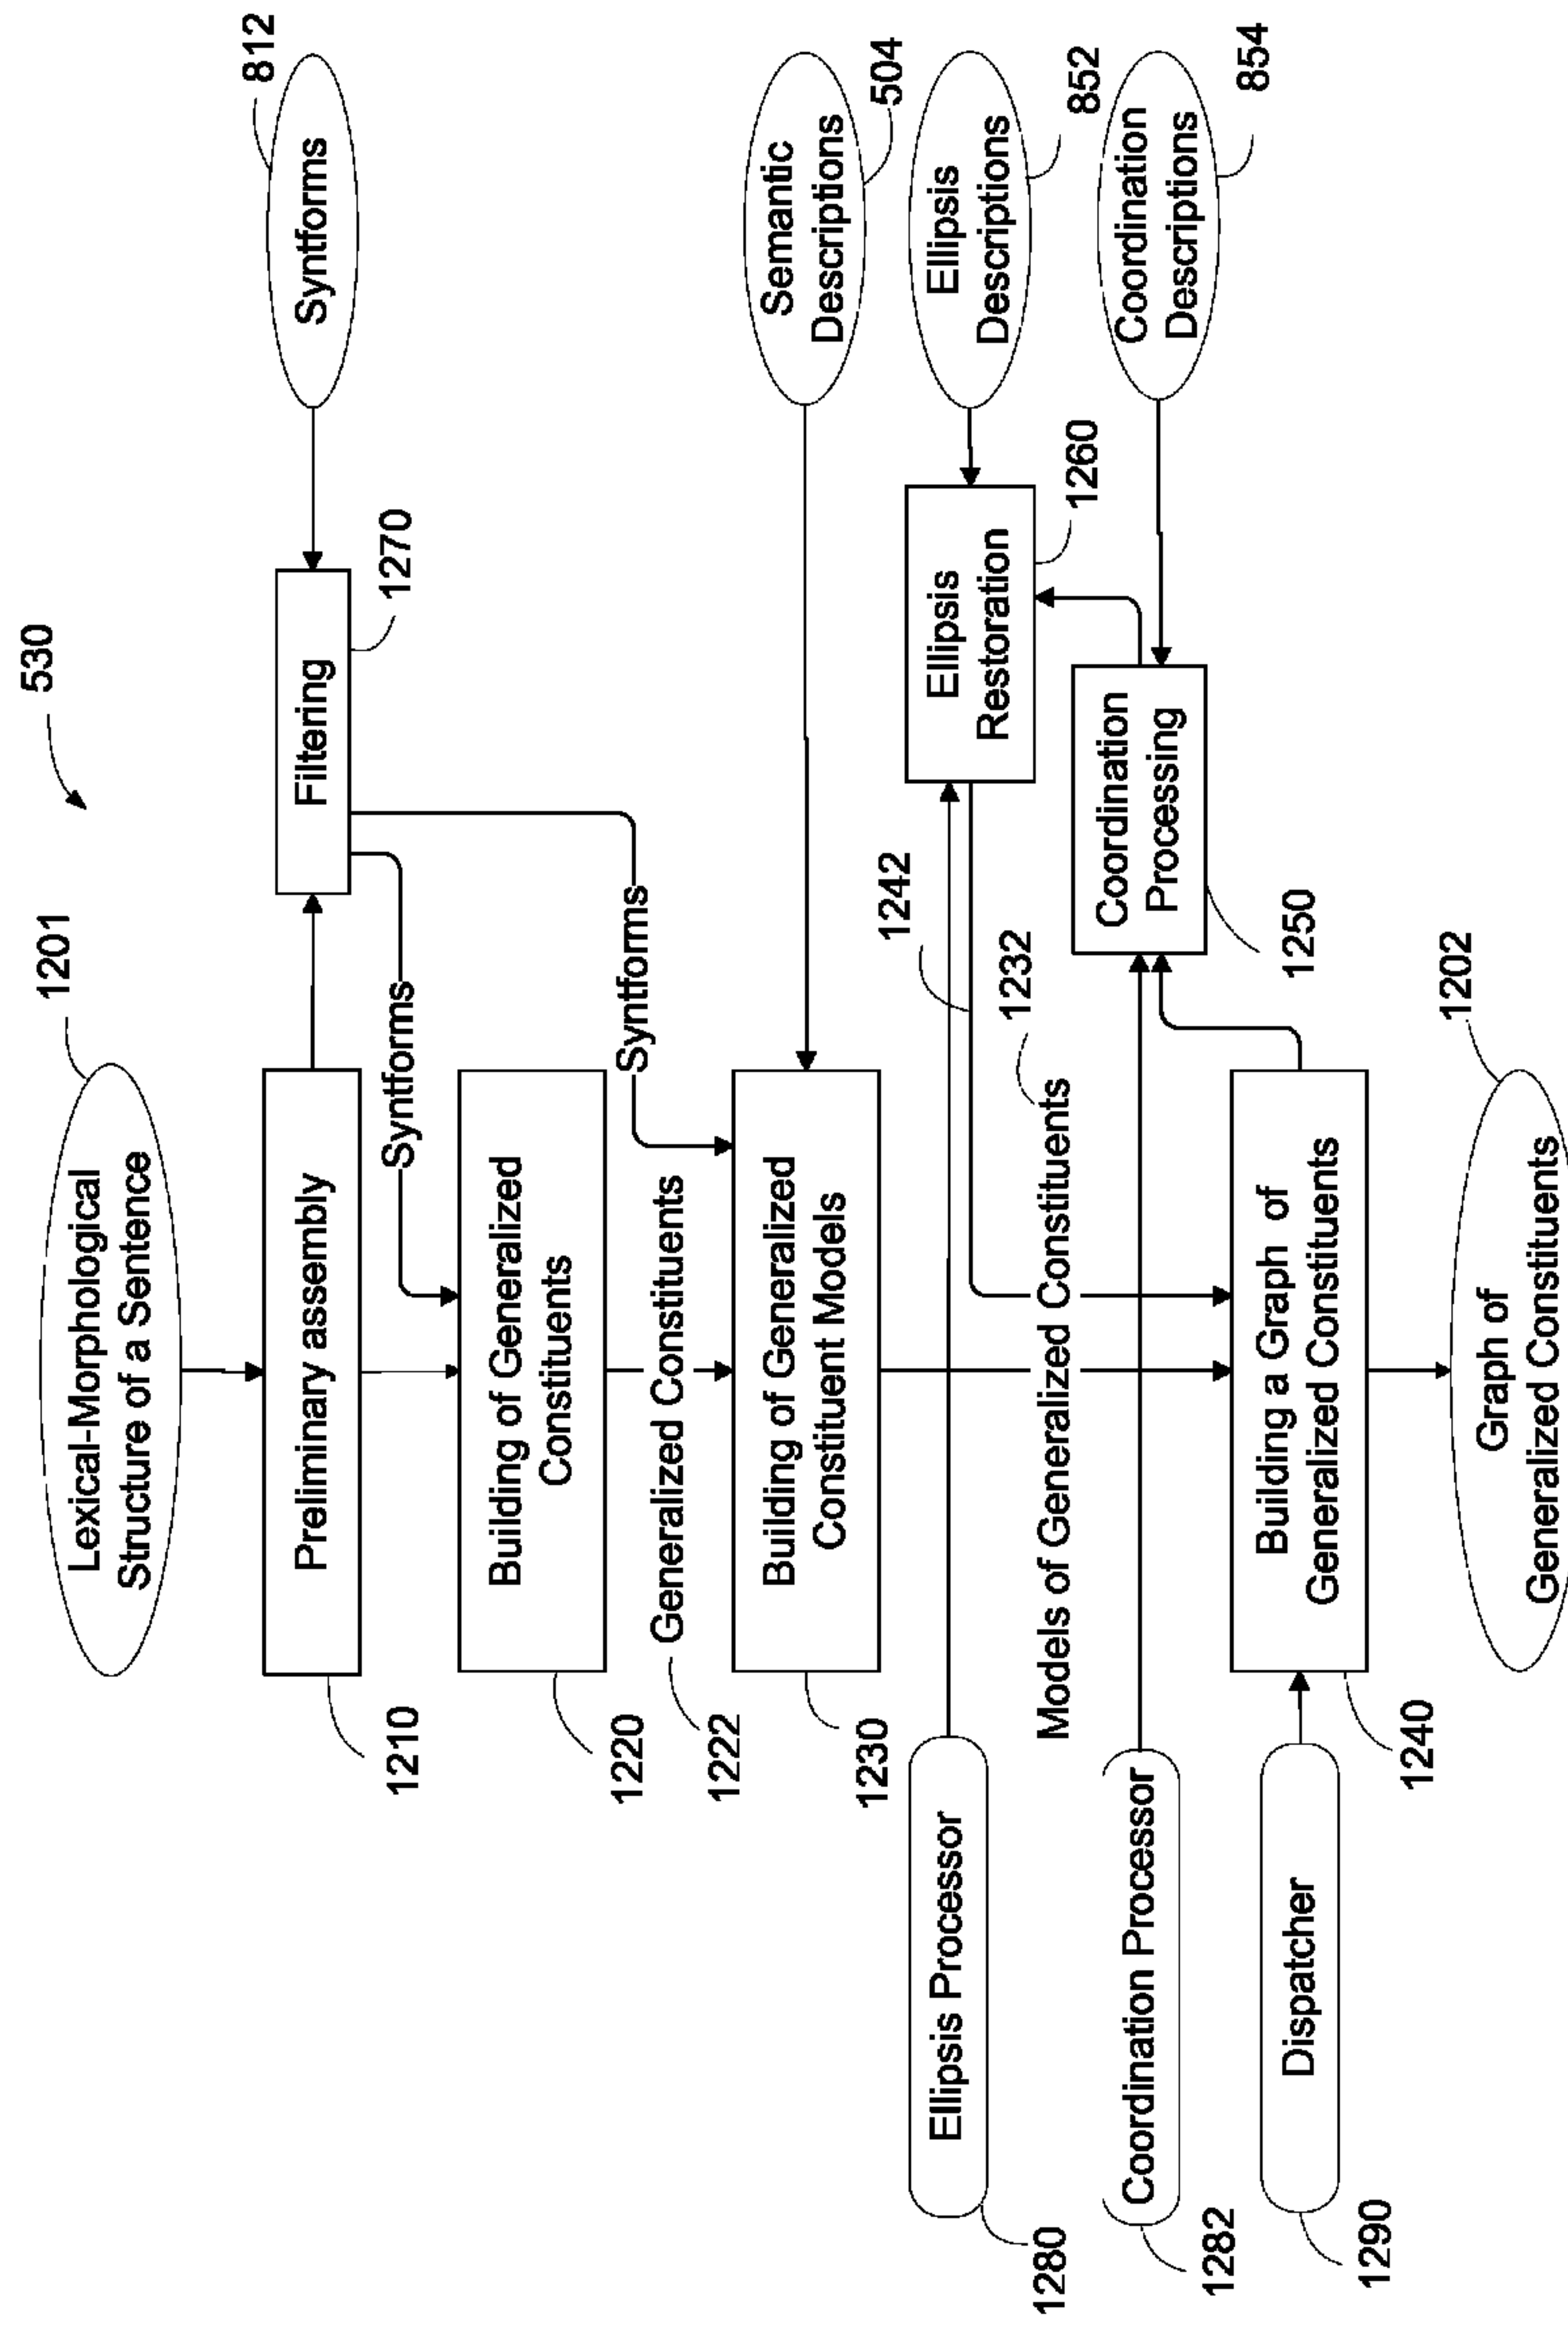 530
Lexical-Morphological
Structure of a Sentence
1201
Syntforms
812
Preliminary assembly
1210
Filtering
1270
Syntforms
Building of Generalized
Constituents
1220
Generalized Constituents
1222
Syntforms
Building of Generalized
Constituent Models
1230
Semantic
Descriptions
504
Ellipsis Processor
1280
1242
Ellipsis
Restoration
1260
Ellipsis
Descriptions
852
Models of Generalized Constituents
1232
Coordination Processor
1282
Coordination
Processing
1250
Coordination
Descriptions
854
Dispatcher
1290
Building a Graph of
Generalized Constituents
1240
Graph of
Generalized Constituents
1202